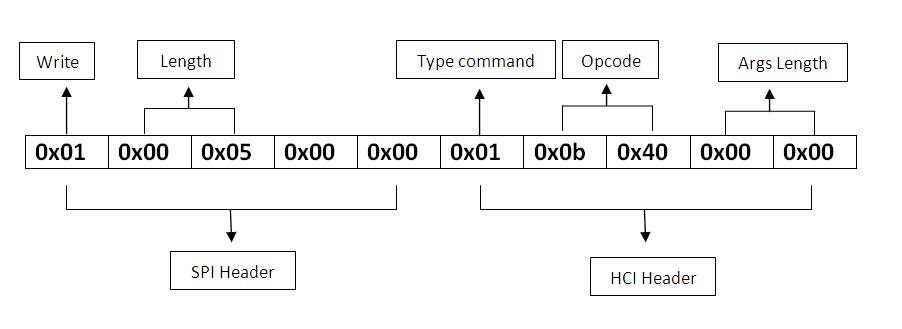 Write
Length
Type command
Opcode
Args Length
0x01 0x00 0x05 0x00 0x00 0x01 0x0b 0x40 0x00 0x00
SPI Header
HCI Header